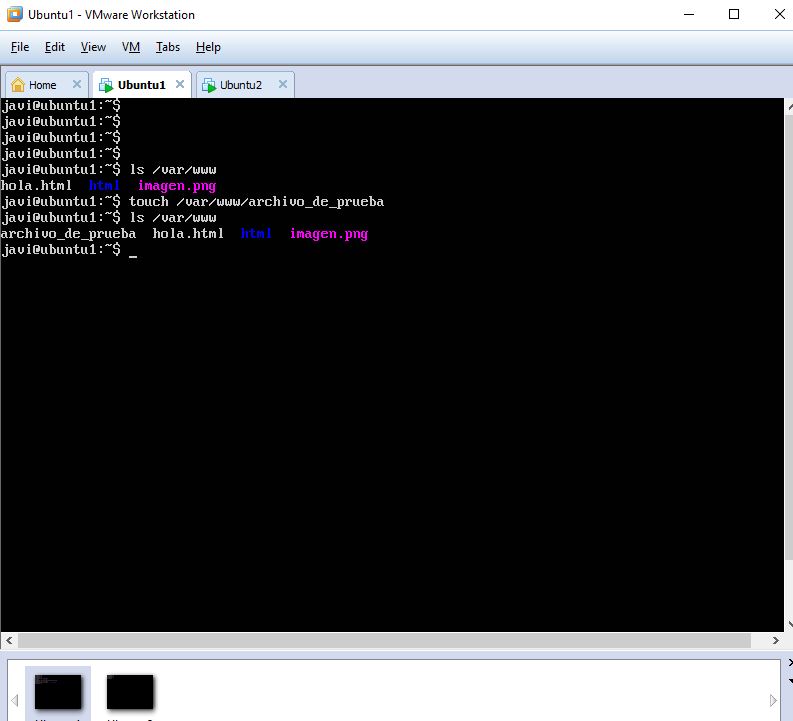 Ubuntu1 - VMware Workstation
File Edit View VM Tabs Help
Home Ubuntu1 Ubuntu2
javi@ubuntu1:~$
javi@ubuntu1:~$
javi@ubuntu1:~$
javi@ubuntu1:~$
javi@ubuntu1:~$ ls /var/www
hola.html html imagen.png
javi@ubuntu1:~$ touch /var/www/archivo_de_prueba
javi@ubuntu1:~$ ls /var/www
archivo_de_prueba hola.html html imagen.png
javi@ubuntu1:~$ _